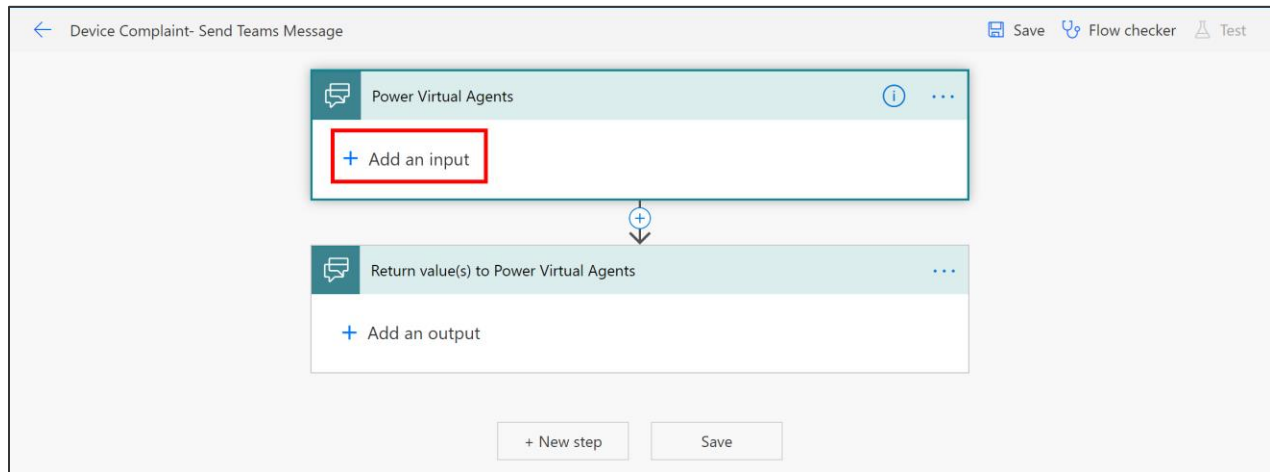 Device Complaint- Send Teams Message
Save
Flow checker
Test
Power Virtual Agents
+ Add an input
Return value(s) to Power Virtual Agents
+ Add an output
+ New step
Save